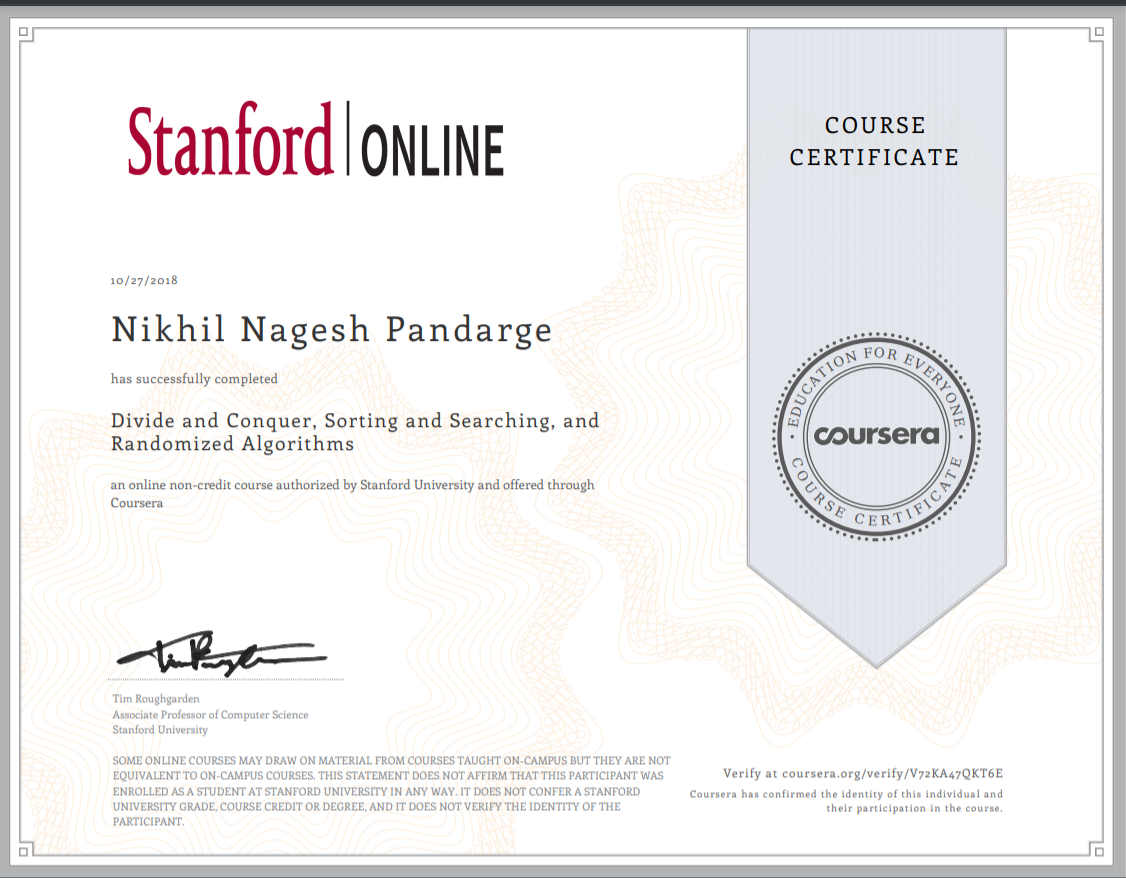 Stanford | ONLINE
COURSE
CERTIFICATE
10/27/2018
Nikhil Nagesh Pandarge
has successfully completed
Divide and Conquer, Sorting and Searching, and
Randomized Algorithms
an online non-credit course authorized by Stanford University and offered through
Coursera
EDUCATION FOR EVERYONE
coursera
COURSE CERTIFICATE
Tim Roughgarden
Associate Professor of Computer Science
Stanford University
SOME ONLINE COURSES MAY DRAW ON MATERIAL FROM COURSES TAUGHT ON-CAMPUS BUT THEY ARE NOT
EQUIVALENT TO ON-CAMPUS COURSES. THIS STATEMENT DOES NOT AFFIRM THAT THIS PARTICIPANT WAS
ENROLLED AS A STUDENT AT STANFORD UNIVERSITY IN ANY WAY. IT DOES NOT CONFER A STANFORD
UNIVERSITY GRADE, COURSE CREDIT OR DEGREE, AND IT DOES NOT VERIFY THE IDENTITY OF THE
PARTICIPANT.
Verify at coursera.org/verify/V72KA47QKT6E
Coursera has confirmed the identity of this individual and
their participation in the course.